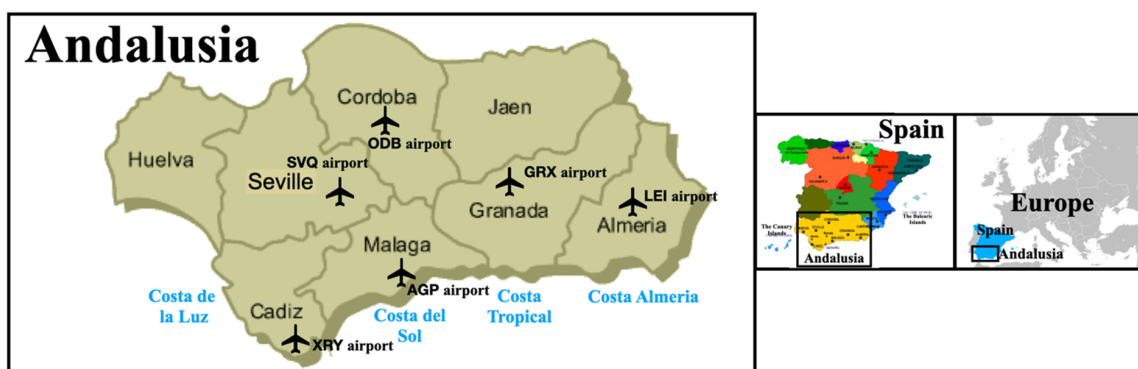 Andalusia
Cordoba
ODB airport
Jaen
Huelva
SVQ airport
Seville
GRX airport
Granada
LEI airport
Almeria
Malaga
AGP airport
Cadiz
XRY airport
Costa de
la Luz
Costa del
Sol
Costa
Tropical
Costa Almeria
Spain
The Balearic
Islands
The Canary
Islands
Andalusia
Europe
Spain
Andalusia